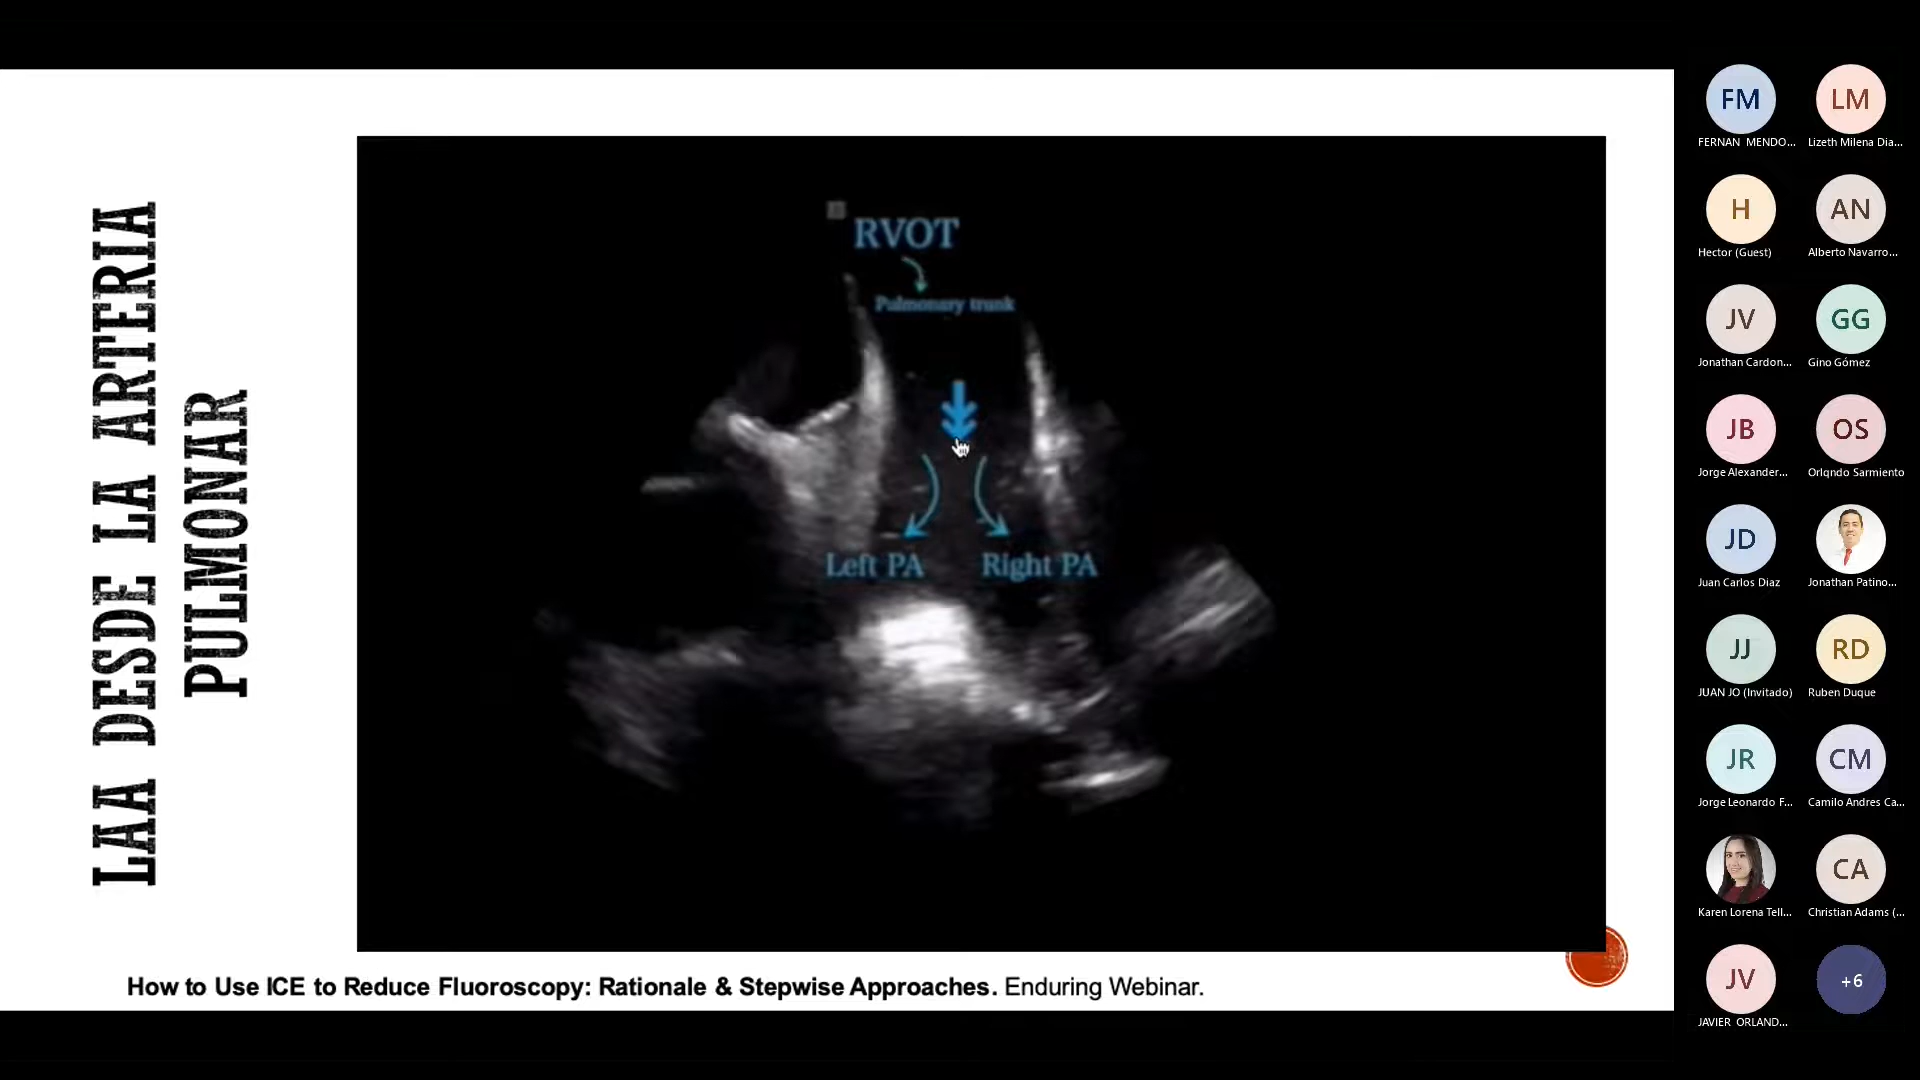 LAA DESDE LA ARTERIA
PULMONAR
RVOT
Pulmonary trunk
Left PA
Right PA
How to Use ICE to Reduce Fluoroscopy: Rationale & Stepwise Approaches. Enduring Webinar.
FM
FERNAN MENDO...
LM
Lizeth Milena Dia...
H
Hector (Guest)
AN
Alberto Navarro...
JV
Jonathan Cardon...
GG
Gino Gómez
JB
Jorge Alexander...
OS
Orlqndo Sarmiento
JD
Juan Carlos Diaz
Jonathan Patino...
JJ
JUAN JO (Invitado)
RD
Ruben Duque
JR
Jorge Leonardo F...
CM
Camilo Andres Ca...
Karen Lorena Tell...
CA
Christian Adams (...
JV
JAVIER ORLAND...
+6